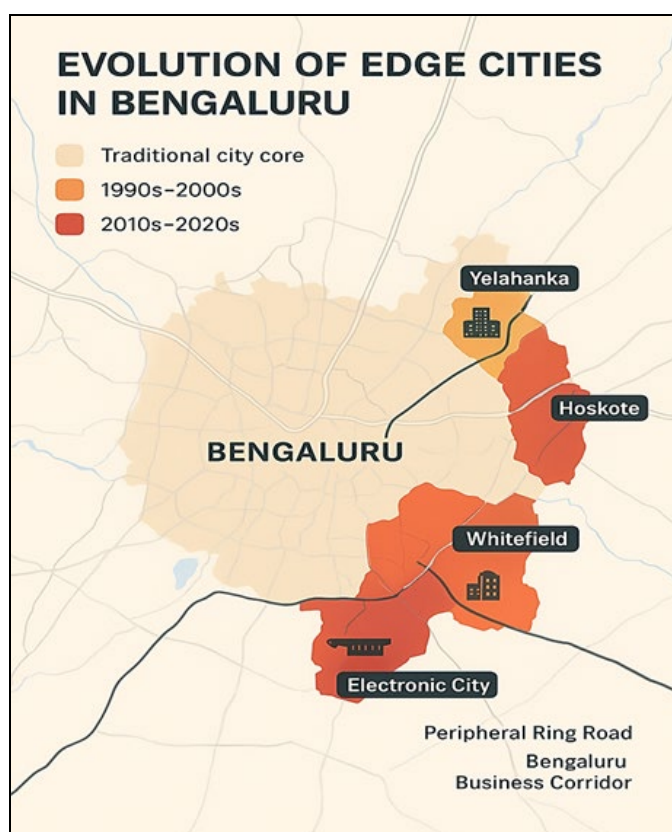 EVOLUTION OF EDGE CITIES
IN BENGALURU
Traditional city core
1990s–2000s
2010s–2020s
Yelahanka
Hoskote
BENGALURU
Whitefield
Electronic City
Peripheral Ring Road
Bengaluru
Business Corridor